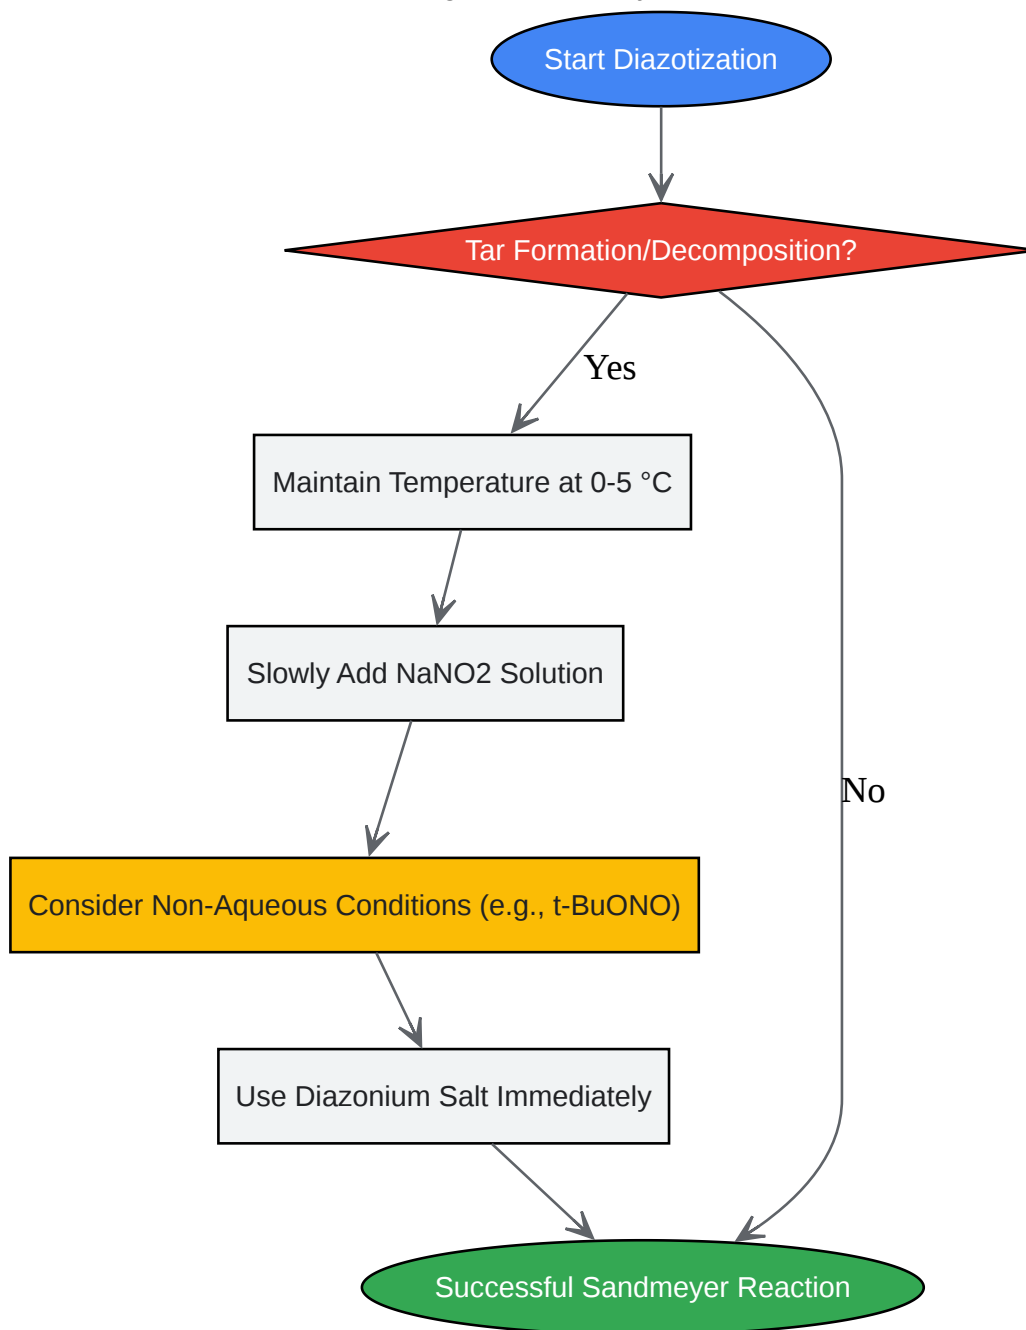 Start Diazotization
Tar Formation/Decomposition?
Yes
Maintain Temperature at 0-5 °C
Slowly Add NaNO2 Solution
No
Consider Non-Aqueous Conditions (e.g., t-BuONO)
Use Diazonium Salt Immediately
Successful Sandmeyer Reaction